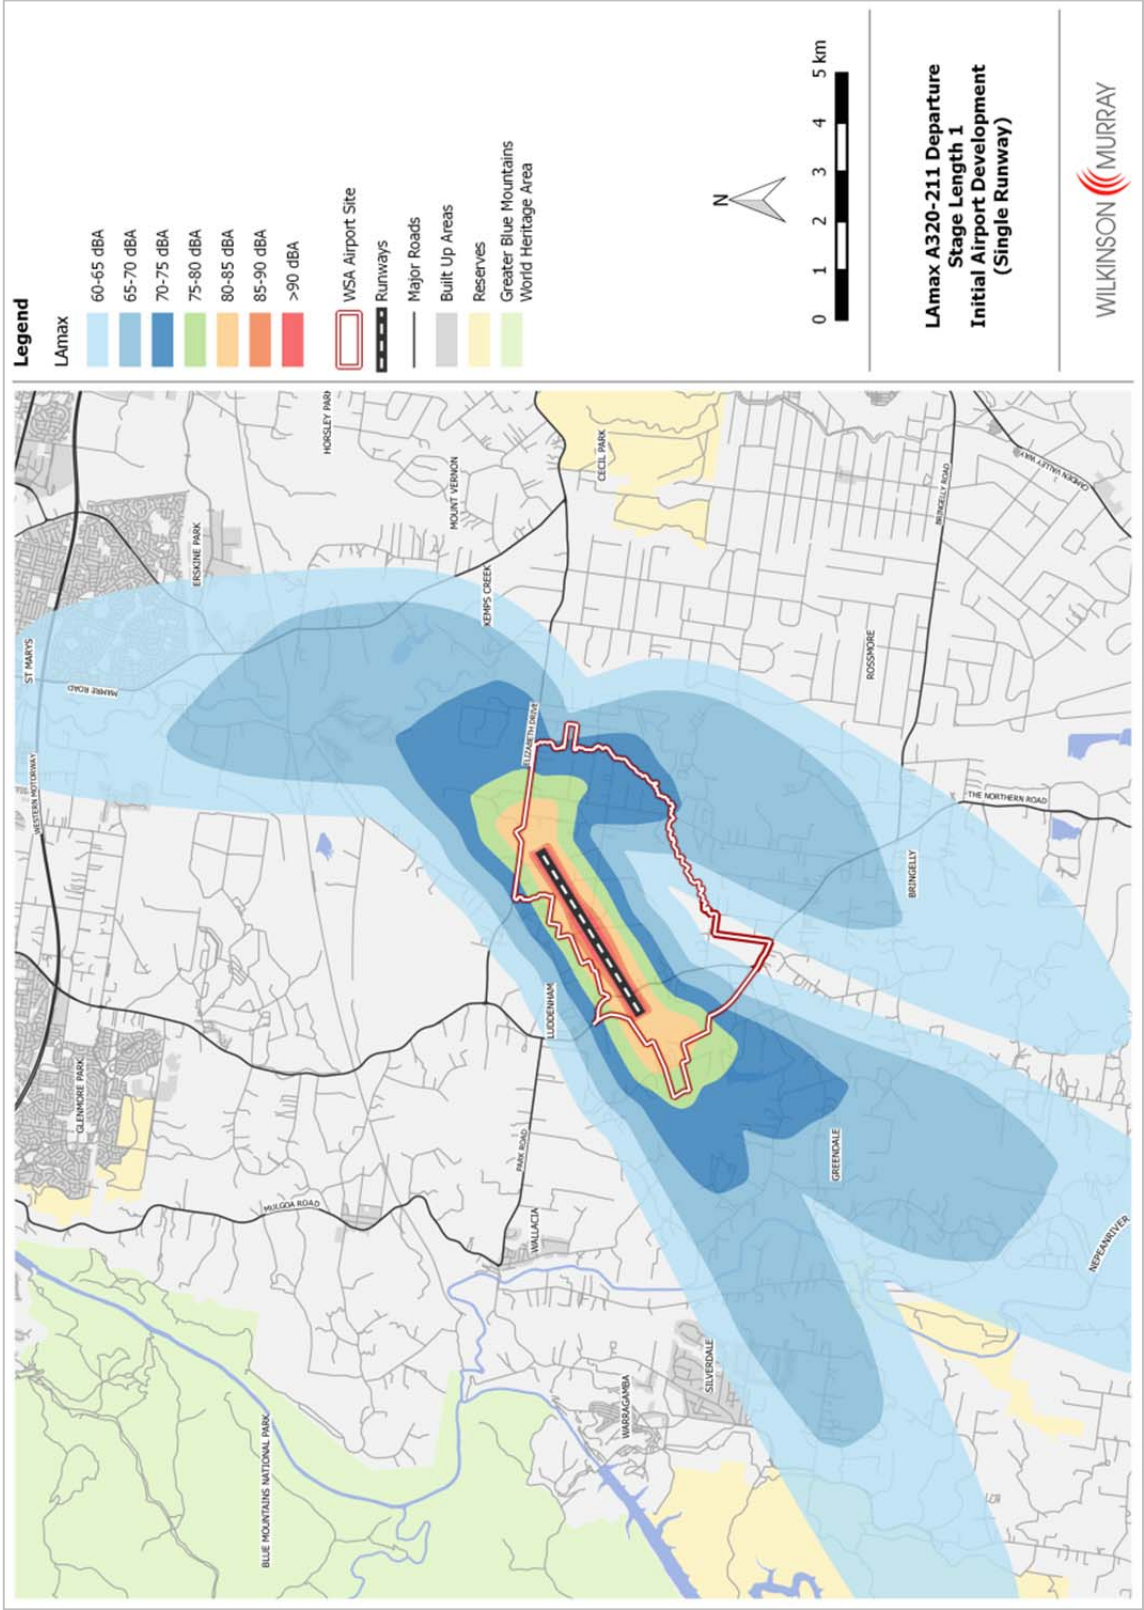 Legend
LAmax
60-65 dBA
65-70 dBA
70-75 dBA
75-80 dBA
80-85 dBA
85-90 dBA
>90 dBA
WSA Airport Site
Runways
Major Roads
Built Up Areas
Reserves
Greater Blue Mountains
World Heritage Area
N
0 1 2 3 4 5 km
LAmax A320-211 Departure
Stage Length 1
Initial Airport Development
(Single Runway)
WILKINSON MURRAY
ST MARYS
WESTERN MOTORWAY
MAMRE ROAD
GLENMORE PARK
ERSKINE PARK
HORSLEY PARK
MOUNT VERNON
KEMPS CREEK
MULGOA ROAD
BLUE MOUNTAINS NATIONAL PARK
PARK ROAD
WALLACIA
LUDDENHAM
ELIZABETH DRIVE
CECIL PARK
WARRAGAMBA
SILVERDALE
GREENDALE
ROSSMORE
BRINGELLY
BRINGELLY ROAD
THE NORTHERN ROAD
CAMDEN VALLEY WAY
NEPEANRIVER